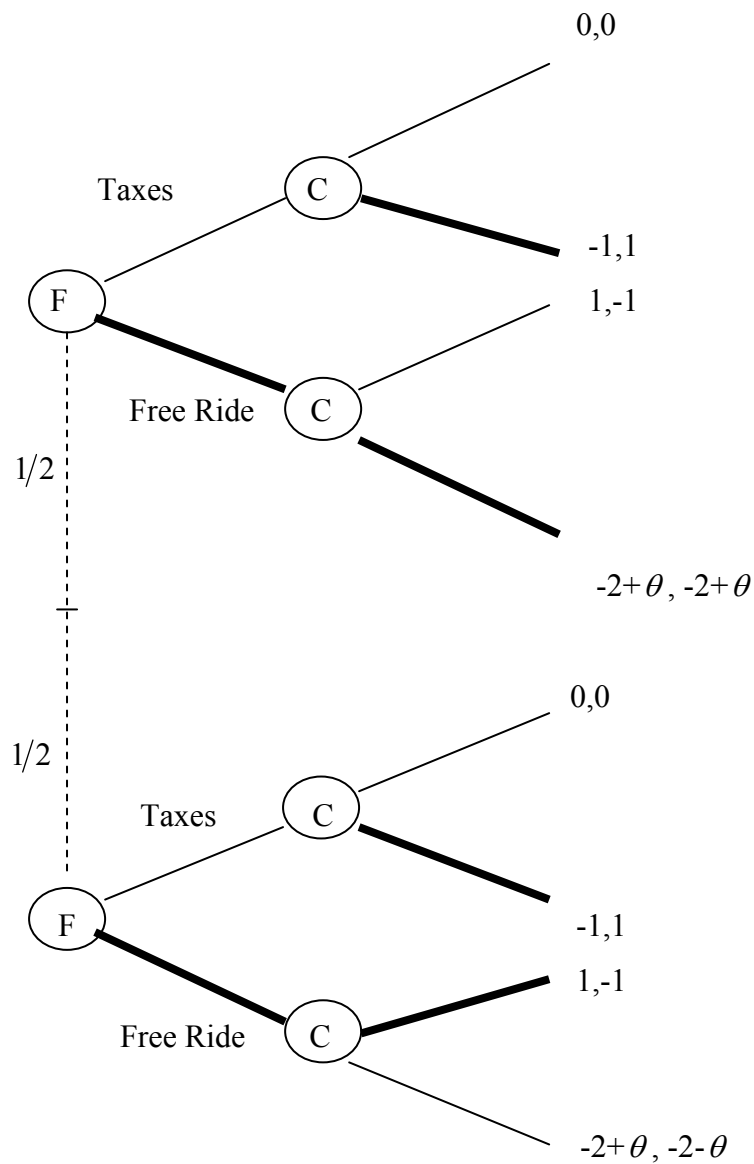 0,0
Taxes
C
-1,1
F
1,-1
Free Ride
C
1/2
-2+θ , -2+θ
0,0
1/2
Taxes
C
F
-1,1
1,-1
Free Ride
C
-2+θ , -2-θ